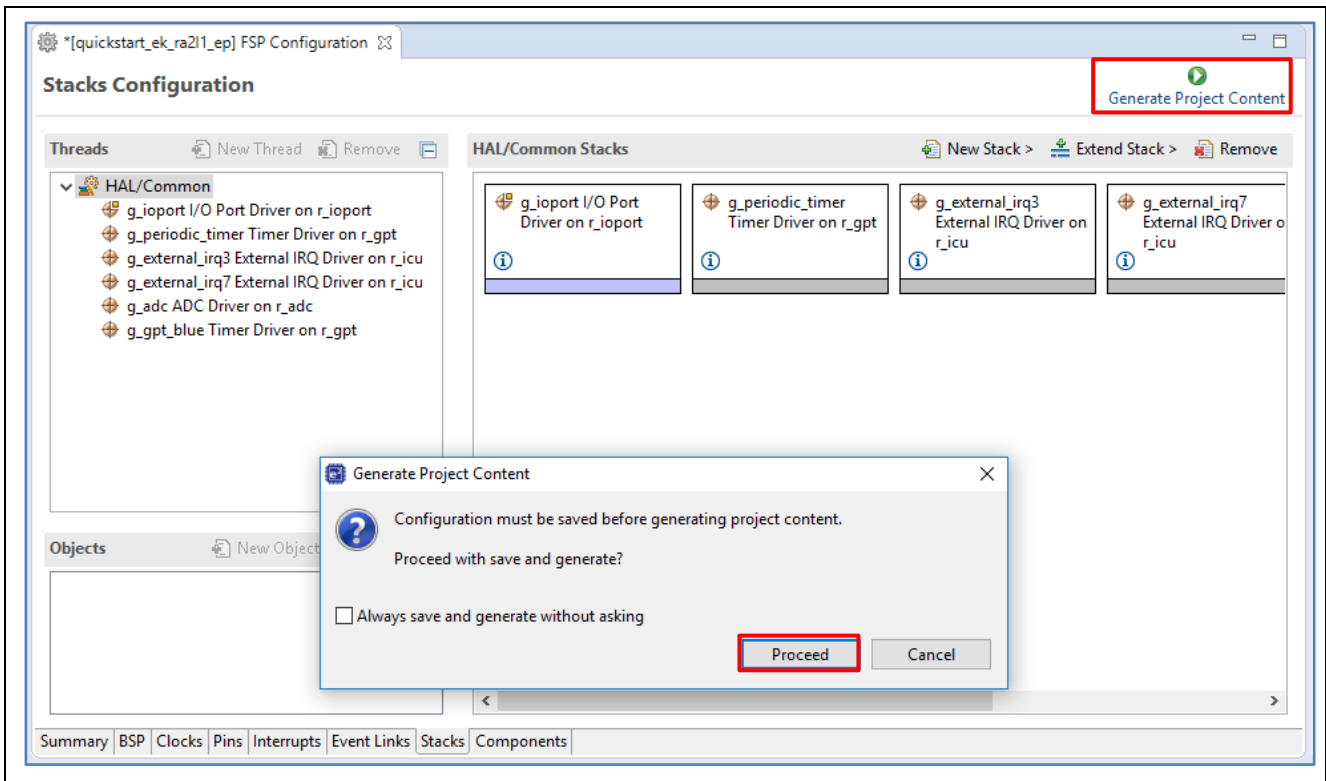 *[quickstart_ek_ra2l1_ep] FSP Configuration
Stacks Configuration
Generate Project Content
Threads New Thread Remove
HAL/Common
g_ioport I/O Port Driver on r_ioport
g_periodic_timer Timer Driver on r_gpt
g_external_irq3 External IRQ Driver on r_icu
g_external_irq7 External IRQ Driver on r_icu
g_adc ADC Driver on r_adc
g_gpt_blue Timer Driver on r_gpt
HAL/Common Stacks New Stack > Extend Stack > Remove
g_ioport I/O Port
Driver on r_ioport
g_periodic_timer
Timer Driver on r_gpt
g_external_irq3
External IRQ Driver on
r_icu
g_external_irq7
External IRQ Driver o
r_icu
Objects New Object
Generate Project Content
Configuration must be saved before generating project content.
Proceed with save and generate?
Always save and generate without asking
Proceed Cancel
Summary BSP Clocks Pins Interrupts Event Links Stacks Components